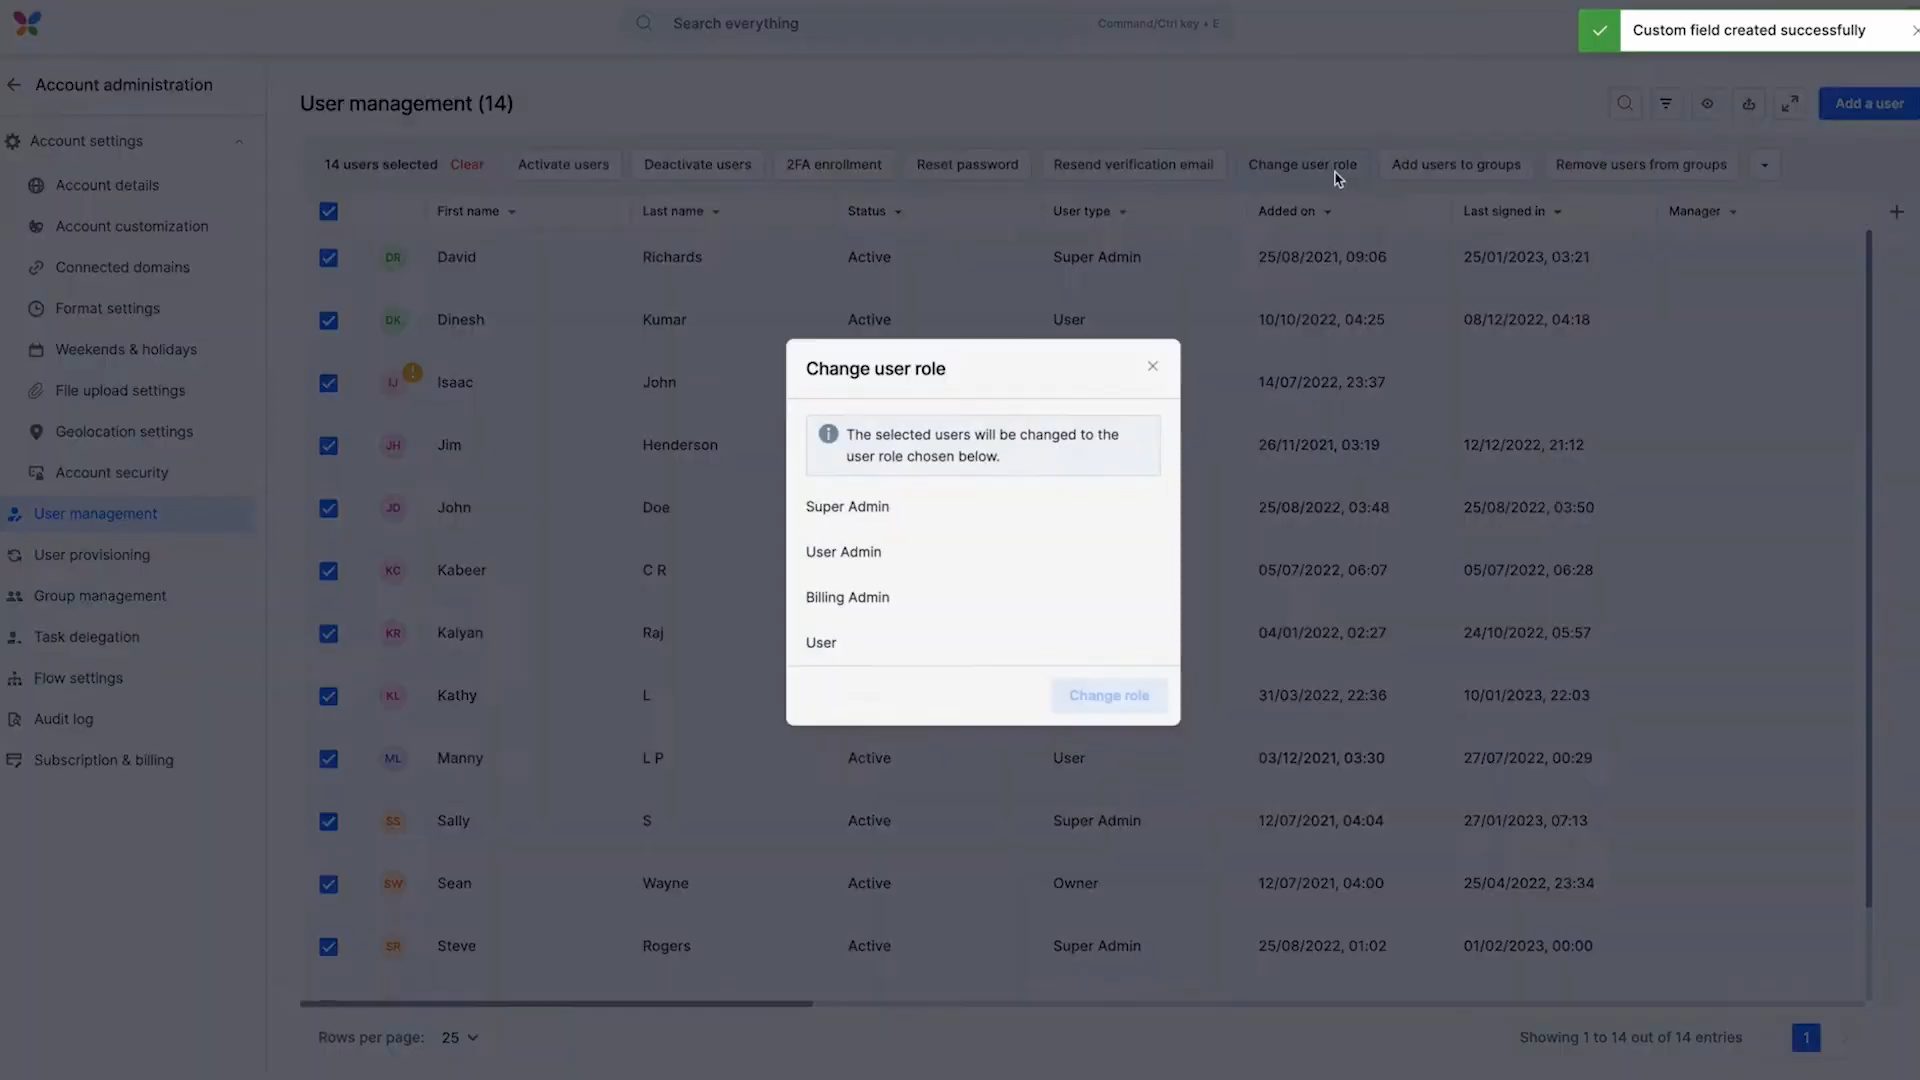 Search everything
Command/Ctrl key + E
Custom field created successfully
Account administration
Account settings
Account details
Account customization
Connected domains
Format settings
Weekends & holidays
File upload settings
Geolocation settings
Account security
User management
User provisioning
Group management
Task delegation
Flow settings
Audit log
Subscription & billing
User management (14)
Add a user
14 users selected Clear Activate users Deactivate users 2FA enrollment Reset password Resend verification email Change user role Add users to groups Remove users from groups
First name Last name Status User type Added on Last signed in Manager
DR David Richards Active Super Admin 25/08/2021, 09:06 25/01/2023, 03:21
DK Dinesh Kumar Active User 10/10/2022, 04:25 08/12/2022, 04:18
IJ Isaac John 14/07/2022, 23:37
JH Jim Henderson 26/11/2021, 03:19 12/12/2022, 21:12
JD John Doe 25/08/2022, 03:48 25/08/2022, 03:50
KC Kabeer C R 05/07/2022, 06:07 05/07/2022, 06:28
KR Kalyan Raj 04/01/2022, 02:27 24/10/2022, 05:57
KL Kathy L 31/03/2022, 22:36 10/01/2023, 22:03
ML Manny L P Active User 03/12/2021, 03:30 27/07/2022, 00:29
SS Sally S Active Super Admin 12/07/2021, 04:04 27/01/2023, 07:13
SW Sean Wayne Active Owner 12/07/2021, 04:00 25/04/2022, 23:34
SR Steve Rogers Active Super Admin 25/08/2022, 01:02 01/02/2023, 00:00
Change user role
The selected users will be changed to the
user role chosen below.
Super Admin
User Admin
Billing Admin
User
Change role
Rows per page: 25
Showing 1 to 14 out of 14 entries
1